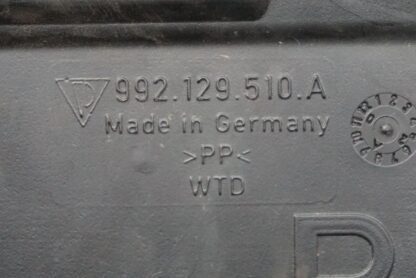 992.129.510.A
Made in Germany
>PP<
WTD